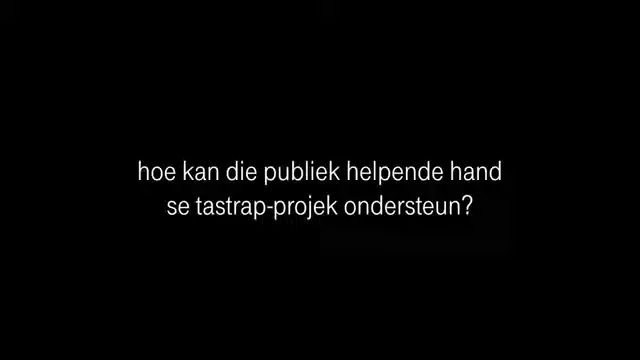 hoe kan die publiek helpende hand
se tastrap-projek ondersteun?